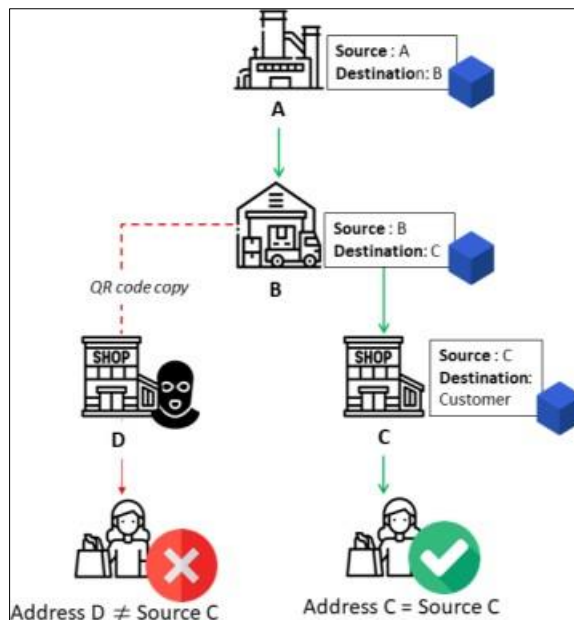 Source : A
Destination: B
A
Source : B
Destination: C
B
QR code copy
SHOP
D
SHOP
C
Source : C
Destination:
Customer
Address D ≠ Source C
Address C = Source C